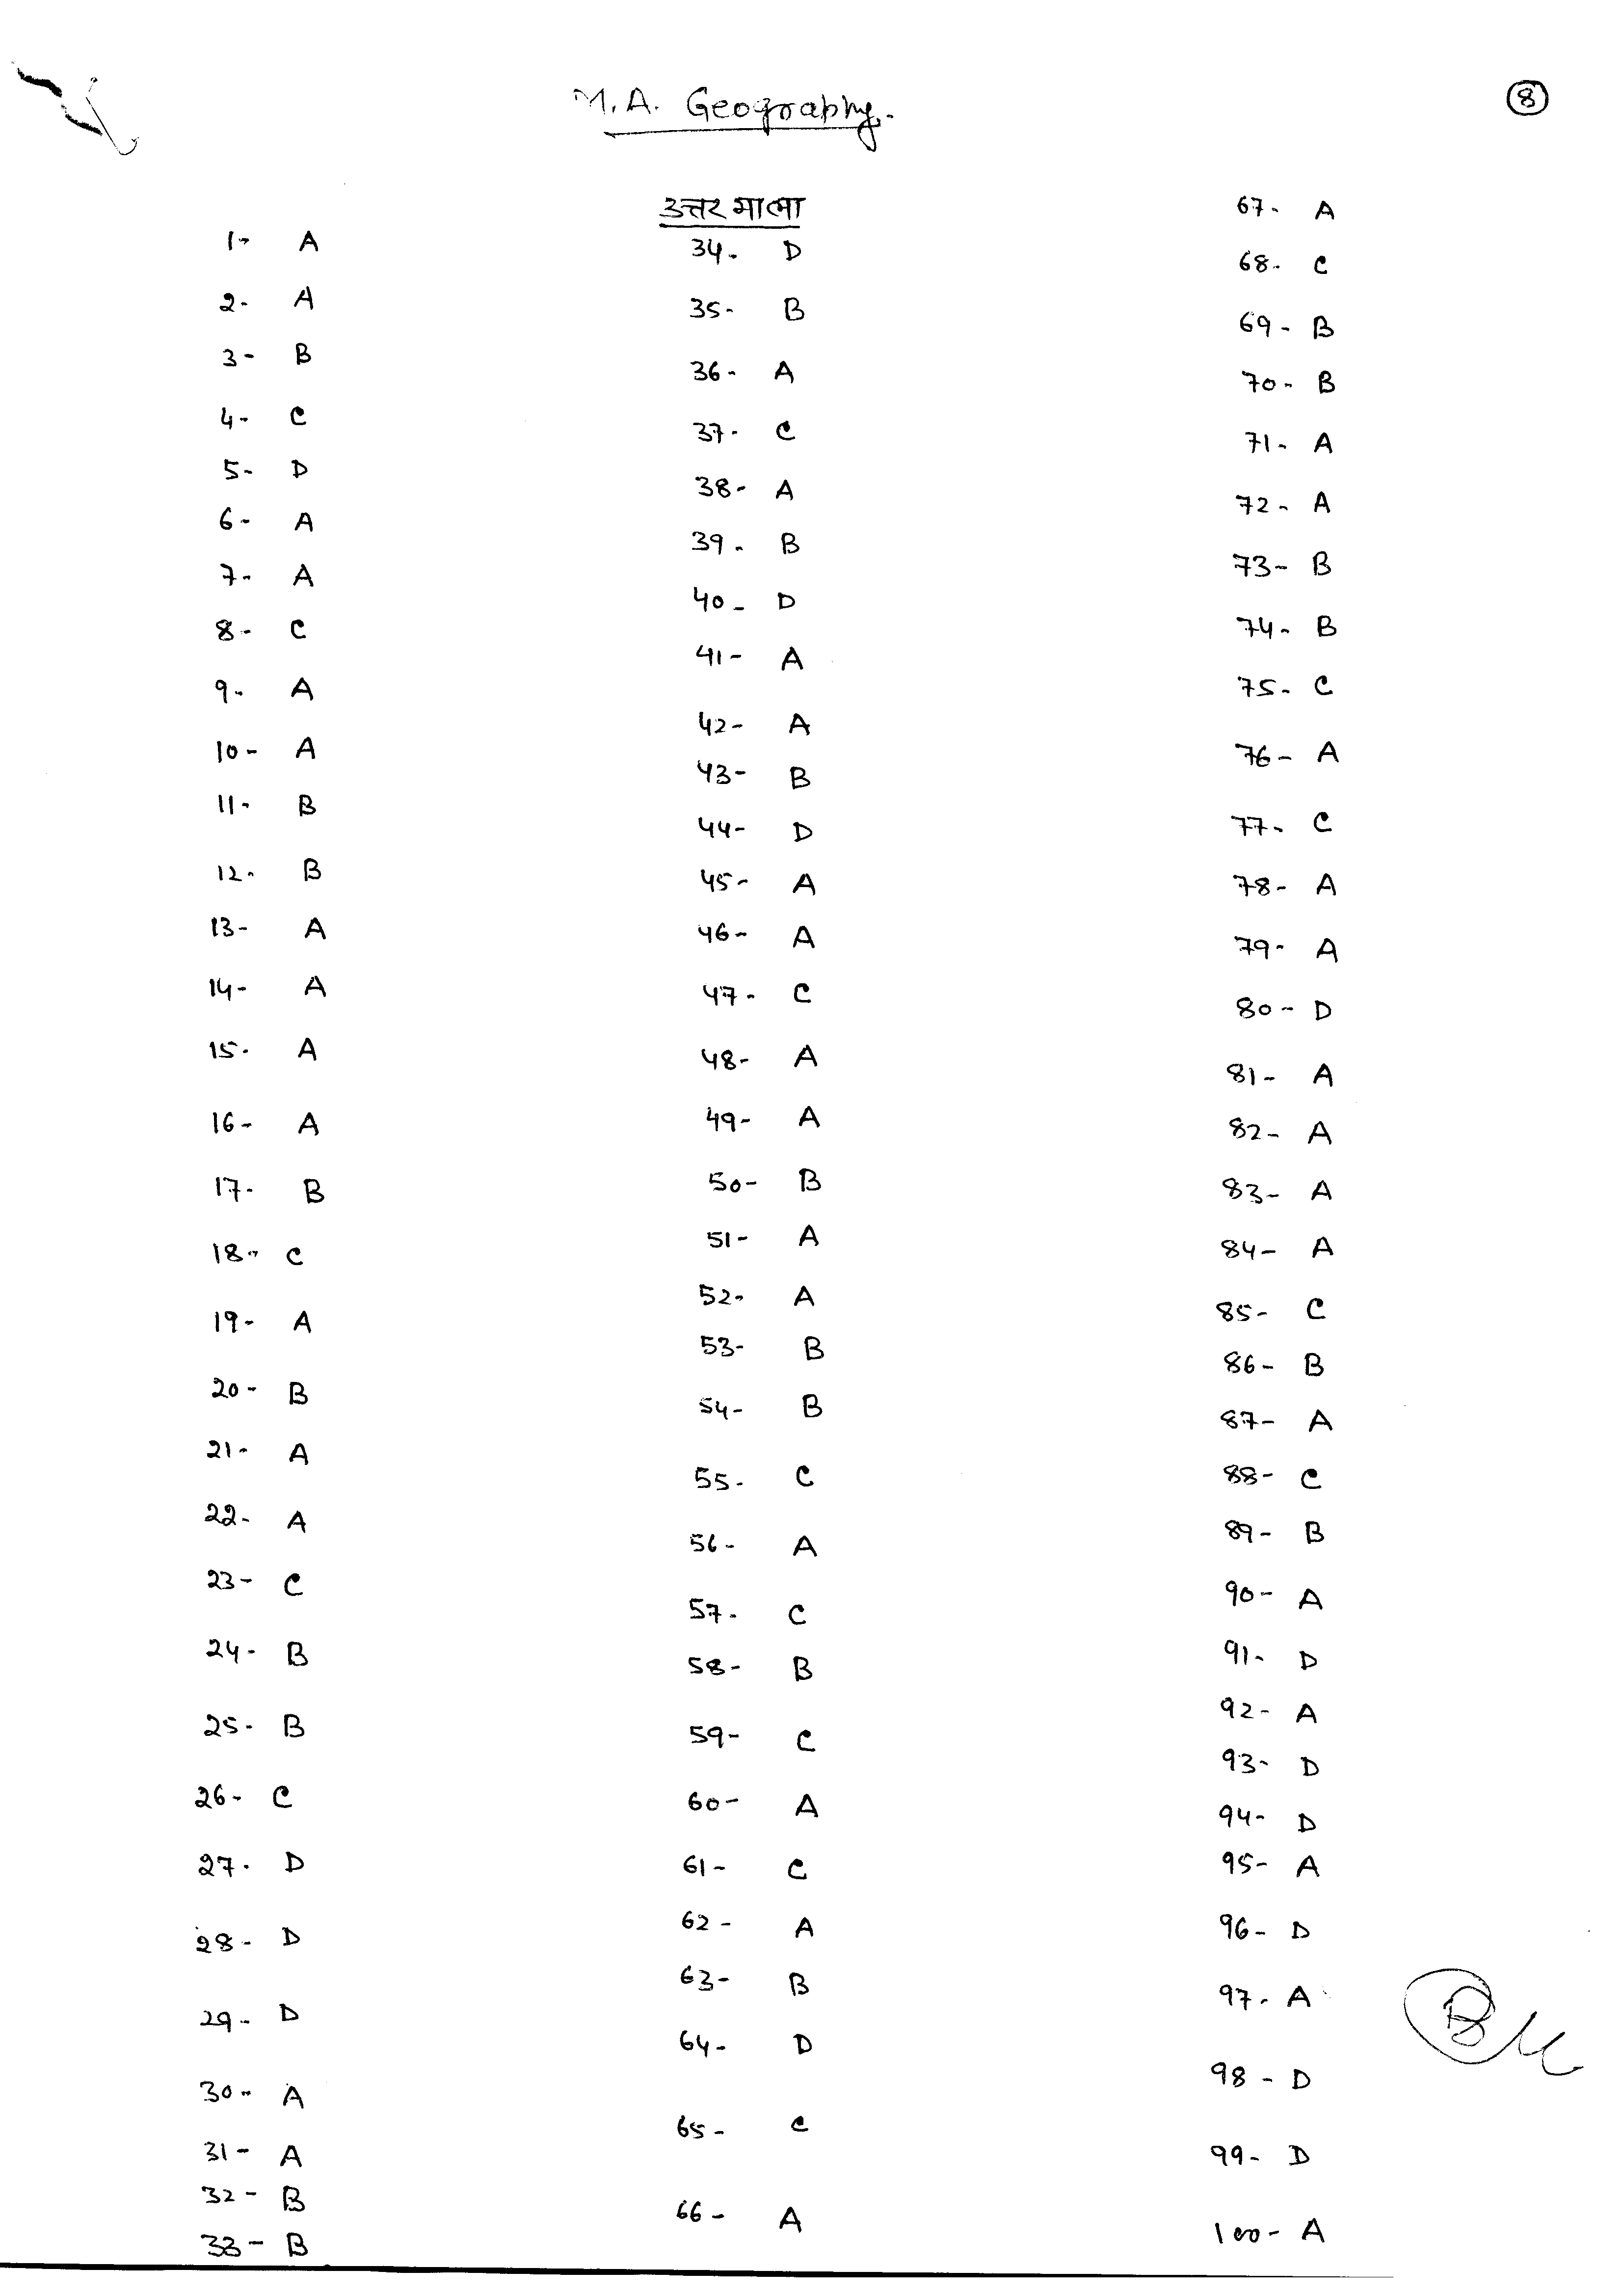 M.A. Geography.
8
उत्तरमाला
1- A
2- A
3- B
4- C
5- D
6- A
7- A
8- C
9- A
10- A
11- B
12- B
13- A
14- A
15- A
16- A
17- B
18- C
19- A
20- B
21- A
22- A
23- C
24- B
25- B
26- C
27- D
28- D
29- D
30- A
31- A
32- B
33- B
34- D
35- B
36- A
37- C
38- A
39- B
40- D
41- A
42- A
43- B
44- D
45- A
46- A
47- C
48- A
49- A
50- B
51- A
52- A
53- B
54- B
55- C
56- A
57- C
58- B
59- C
60- A
61- C
62- A
63- B
64- D
65- C
66- A
67- A
68- C
69- B
70- B
71- A
72- A
73- B
74- B
75- C
76- A
77- C
78- A
79- A
80- D
81- A
82- A
83- A
84- A
85- C
86- B
87- A
88- C
89- B
90- A
91- D
92- A
93- D
94- D
95- A
96- D
97- A
98- D
99- D
100- A